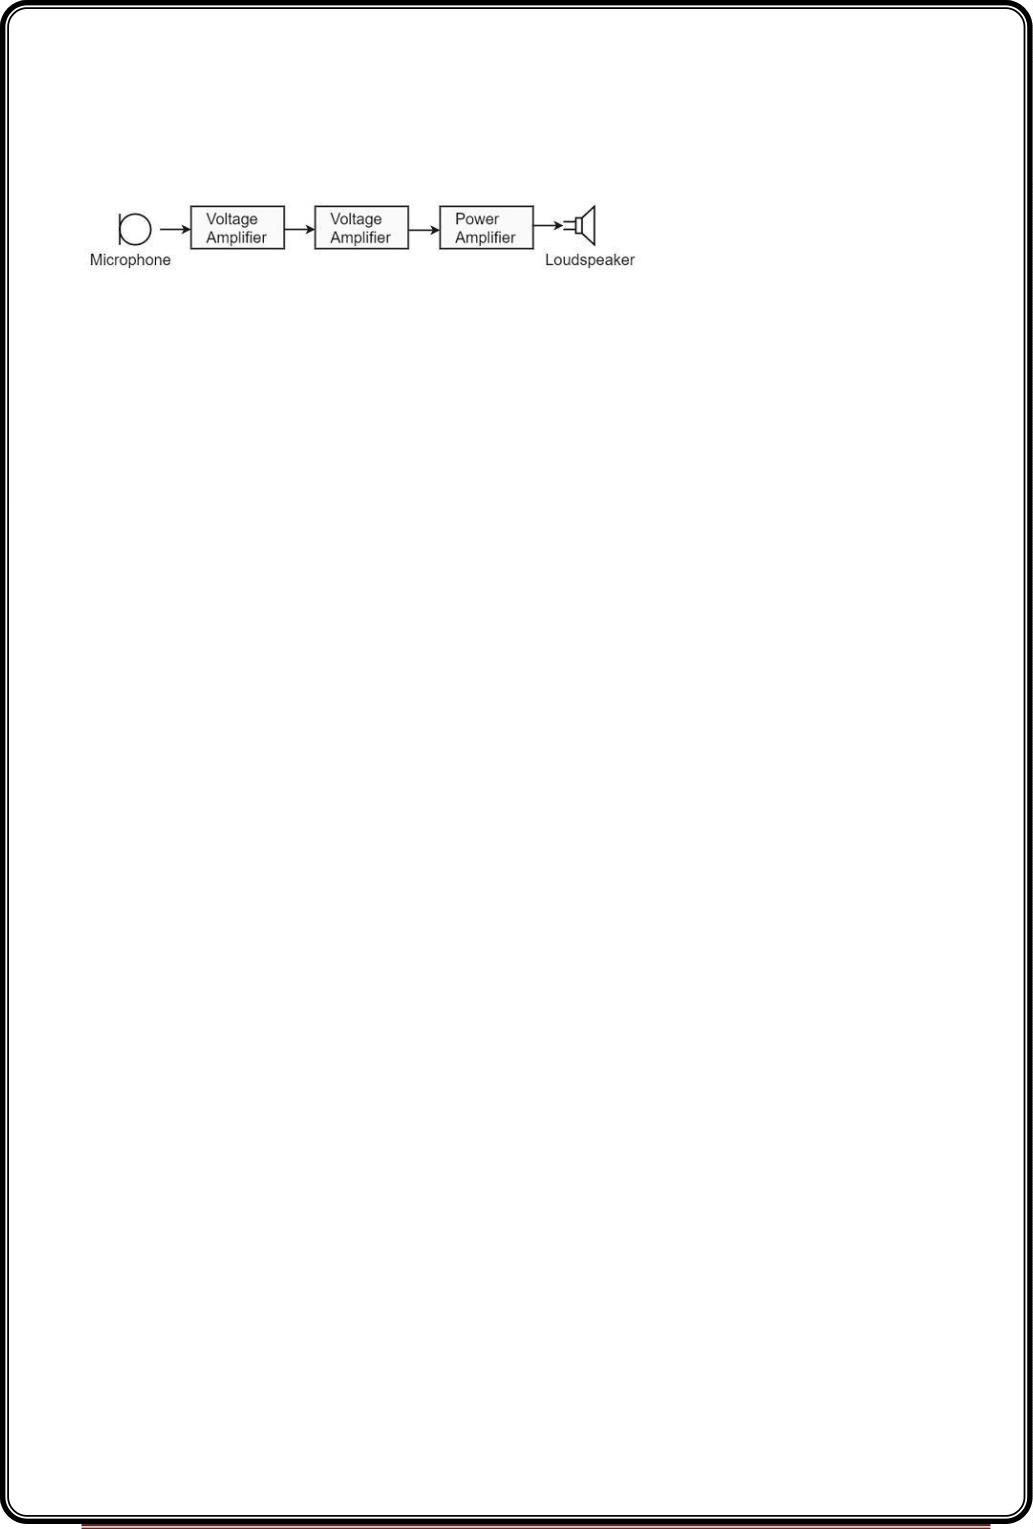 Voltage
Amplifier
Voltage
Amplifier
Power
Amplifier
Microphone
Loudspeaker